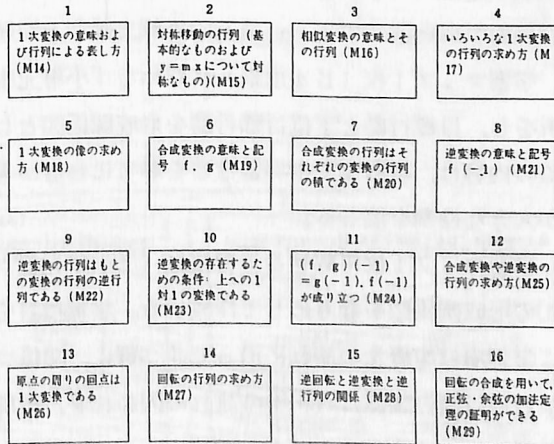 1 2 3 4
1次変換の意味およ
び行列による表し方
(M14)
対称移動の行列(基
本的なものおよび
y=mxについて対
称なもの)(M15)
相似変換の意味とそ
の行列(M16)
いろいろな1次変換
の行列の求め方(M
17)
5 6 7 8
1次変換の像の求め
方(M18)
合成変換の意味と記
号 f.g(M19)
合成変換の行列はそ
れぞれの変換の行列
の積である(M20)
逆変換の意味と記号
f(-1)(M21)
9 10 11 12
逆変換の行列はもと
の変換の行列の逆行
列である(M22)
逆変換の存在するた
めの条件:上への1
対1の変換である
(M23)
(f.g)(-1)
=g(-1).f(-1)
が成り立つ(M24)
合成変換や逆変換の
行列の求め方(M25)
13 14 15 16
原点の周りの回点は
1次変換である
(M26)
回転の行列の求め方
(M27)
逆回転と逆変換と逆
行列の関係(M28)
回転の合成を用いて、
正弦・余弦の加法定
理の証明ができる
(M29)